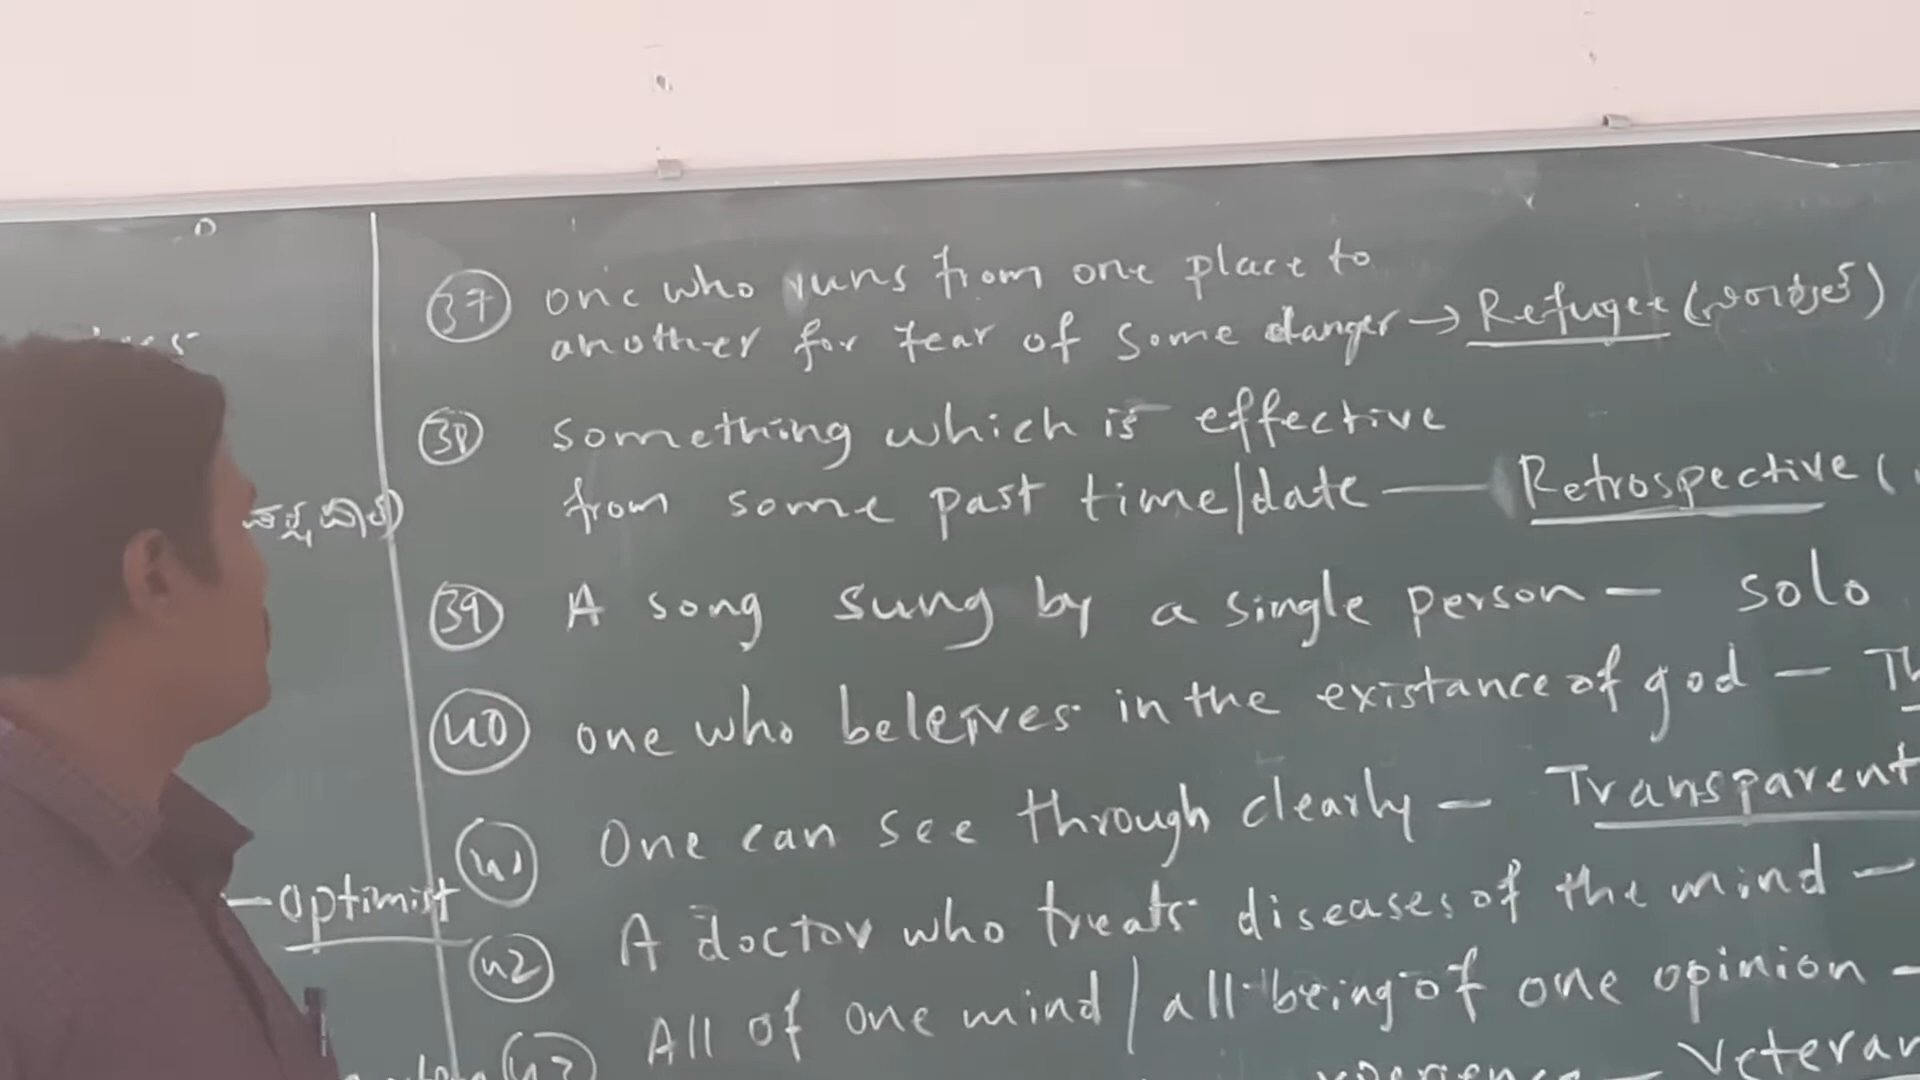 37 one who runs from one place to
another for fear of some danger → Refugee (
38 something which is effective
from some past time/date — Retrospective (
39 A song sung by a single person — solo
40 one who beleives in the existance of god — Th
41 One can see through clearly — Transparent
— optimist
42 A doctor who treats diseases of the mind —
43 All of one mind / all being of one opinion —
— Veteran